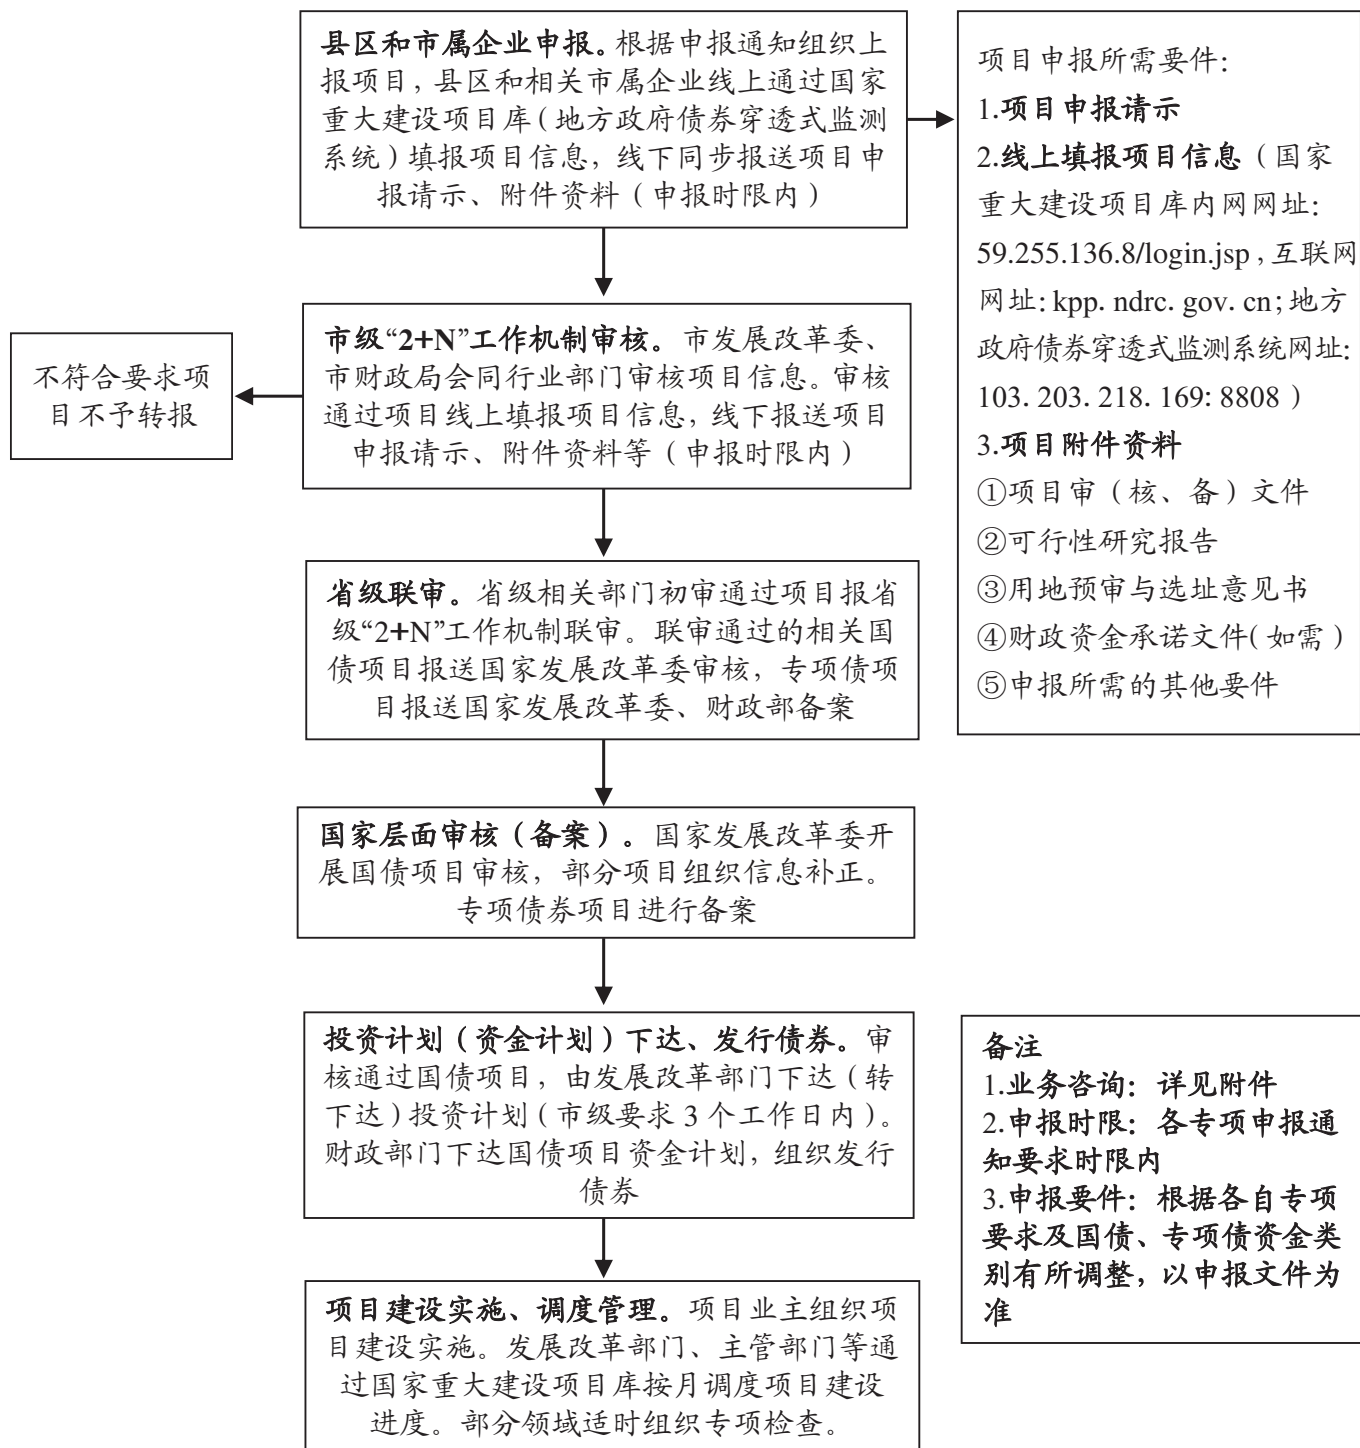 县区和市属企业申报。根据申报通知组织上
报项目，县区和相关市属企业线上通过国家
重大建设项目库（地方政府债券穿透式监测
系统）填报项目信息，线下同步报送项目申
报请示、附件资料（申报时限内）
项目申报所需要件：
1.项目申报请示
2.线上填报项目信息（国家
重大建设项目库内网网址：
59.255.136.8/login.jsp，互联网
网址：kpp. ndrc. gov. cn；地方
政府债券穿透式监测系统网址：
103. 203. 218. 169: 8808 ）
3.项目附件资料
①项目审（核、备）文件
②可行性研究报告
③用地预审与选址意见书
④财政资金承诺文件（如需）
⑤申报所需的其他要件
市级“2+N”工作机制审核。市发展改革委、
市财政局会同行业部门审核项目信息。审核
通过项目线上填报项目信息，线下报送项目
申报请示、附件资料等（申报时限内）
不符合要求项
目不予转报
省级联审。省级相关部门初审通过项目报省
级“2+N”工作机制联审。联审通过的相关国
债项目报送国家发展改革委审核，专项债项
目报送国家发展改革委、财政部备案
国家层面审核（备案）。国家发展改革委开
展国债项目审核，部分项目组织信息补正。
专项债券项目进行备案
投资计划（资金计划）下达、发行债券。审
核通过国债项目，由发展改革部门下达（转
下达）投资计划（市级要求 3 个工作日内）。
财政部门下达国债项目资金计划，组织发行
债券
备注
1.业务咨询：详见附件
2.申报时限：各专项申报通
知要求时限内
3.申报要件：根据各自专项
要求及国债、专项债资金类
别有所调整，以申报文件为
准
项目建设实施、调度管理。项目业主组织项
目建设实施。发展改革部门、主管部门等通
过国家重大建设项目库按月调度项目建设
进度。部分领域适时组织专项检查。